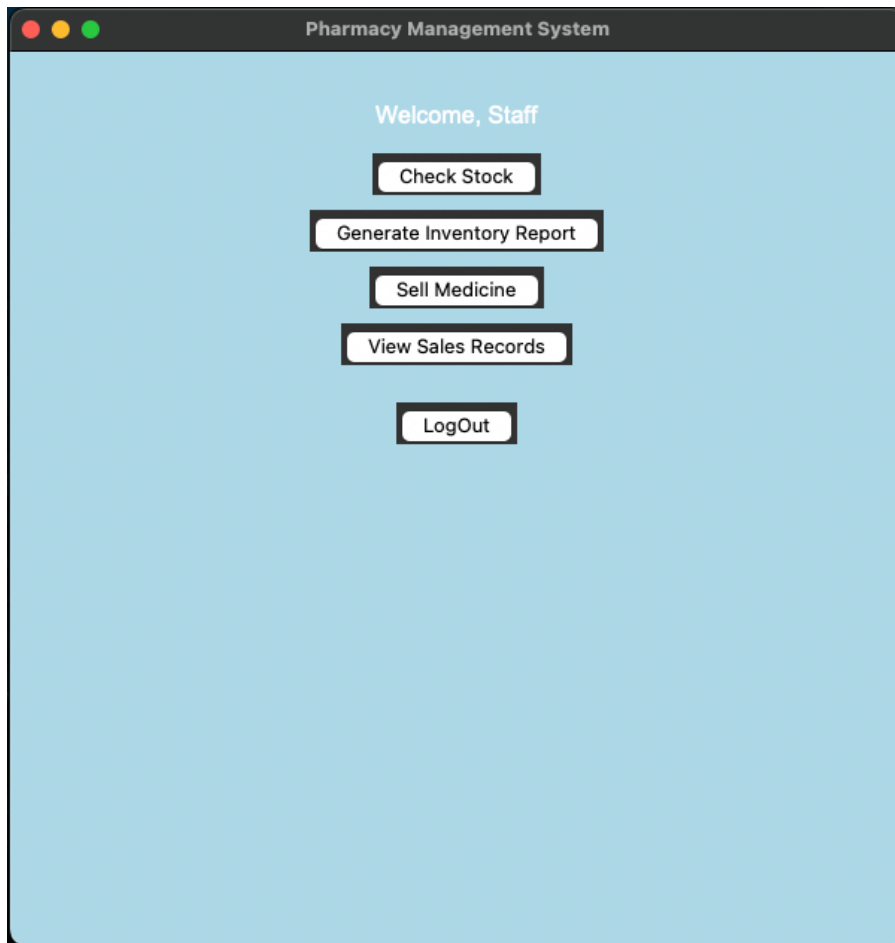 Pharmacy Management System
Welcome, Staff
Check Stock
Generate Inventory Report
Sell Medicine
View Sales Records
LogOut